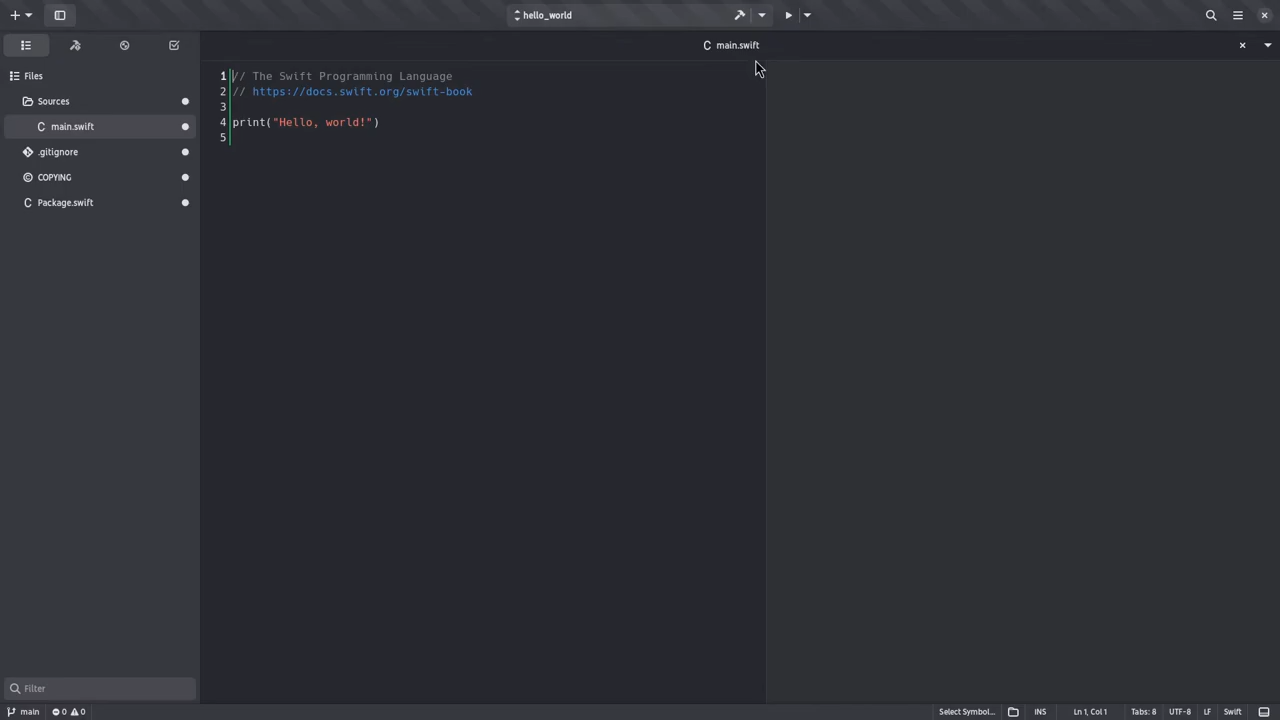 hello_world
main.swift
Files
Sources
main.swift
.gitignore
COPYING
Package.swift
1 // The Swift Programming Language
2 // https://docs.swift.org/swift-book
3
4 print("Hello, world!")
5
Filter
main
0 0
Select Symbol... INS Ln 1, Col 1 Tabs: 8 UTF-8 LF Swift